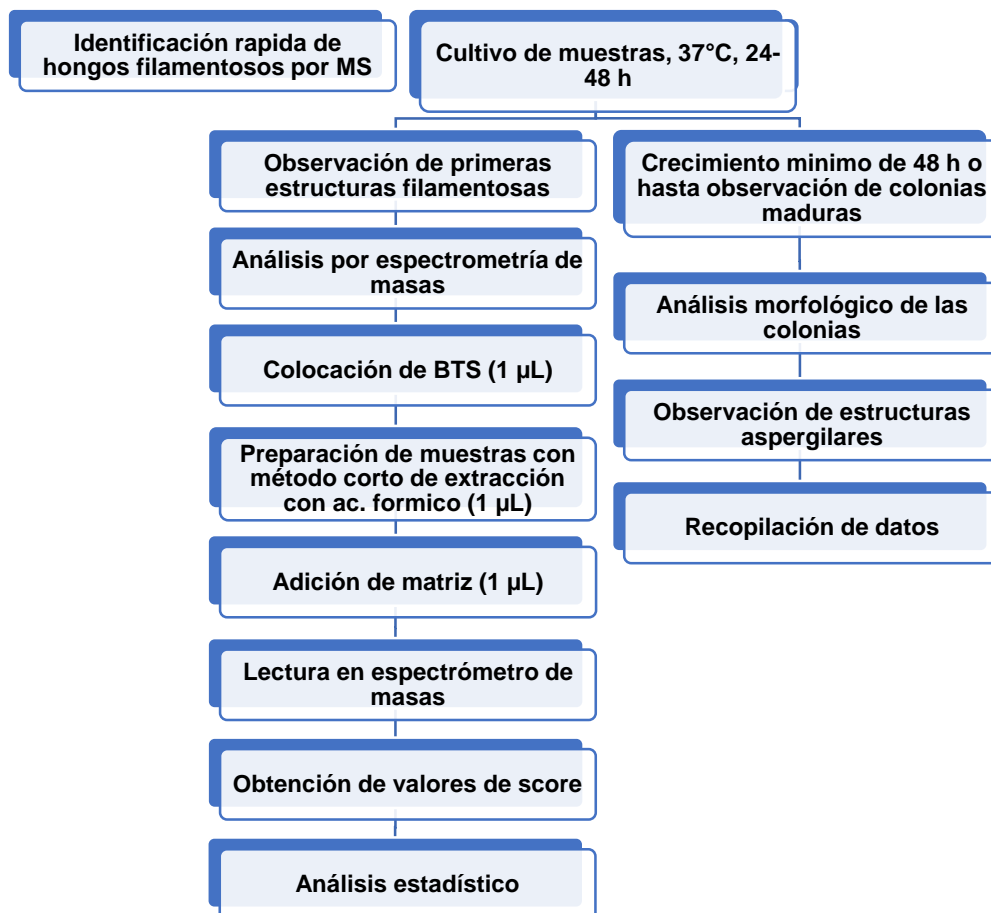 Identificación rapida de
hongos filamentosos por MS
Cultivo de muestras, 37°C, 24-
48 h
Observación de primeras
estructuras filamentosas
Análisis por espectrometría de
masas
Colocación de BTS (1 µL)
Preparación de muestras con
método corto de extracción
con ac. formico (1 µL)
Adición de matriz (1 µL)
Lectura en espectrómetro de
masas
Obtención de valores de score
Análisis estadístico
Crecimiento minimo de 48 h o
hasta observación de colonias
maduras
Análisis morfológico de las
colonias
Observación de estructuras
aspergilares
Recopilación de datos